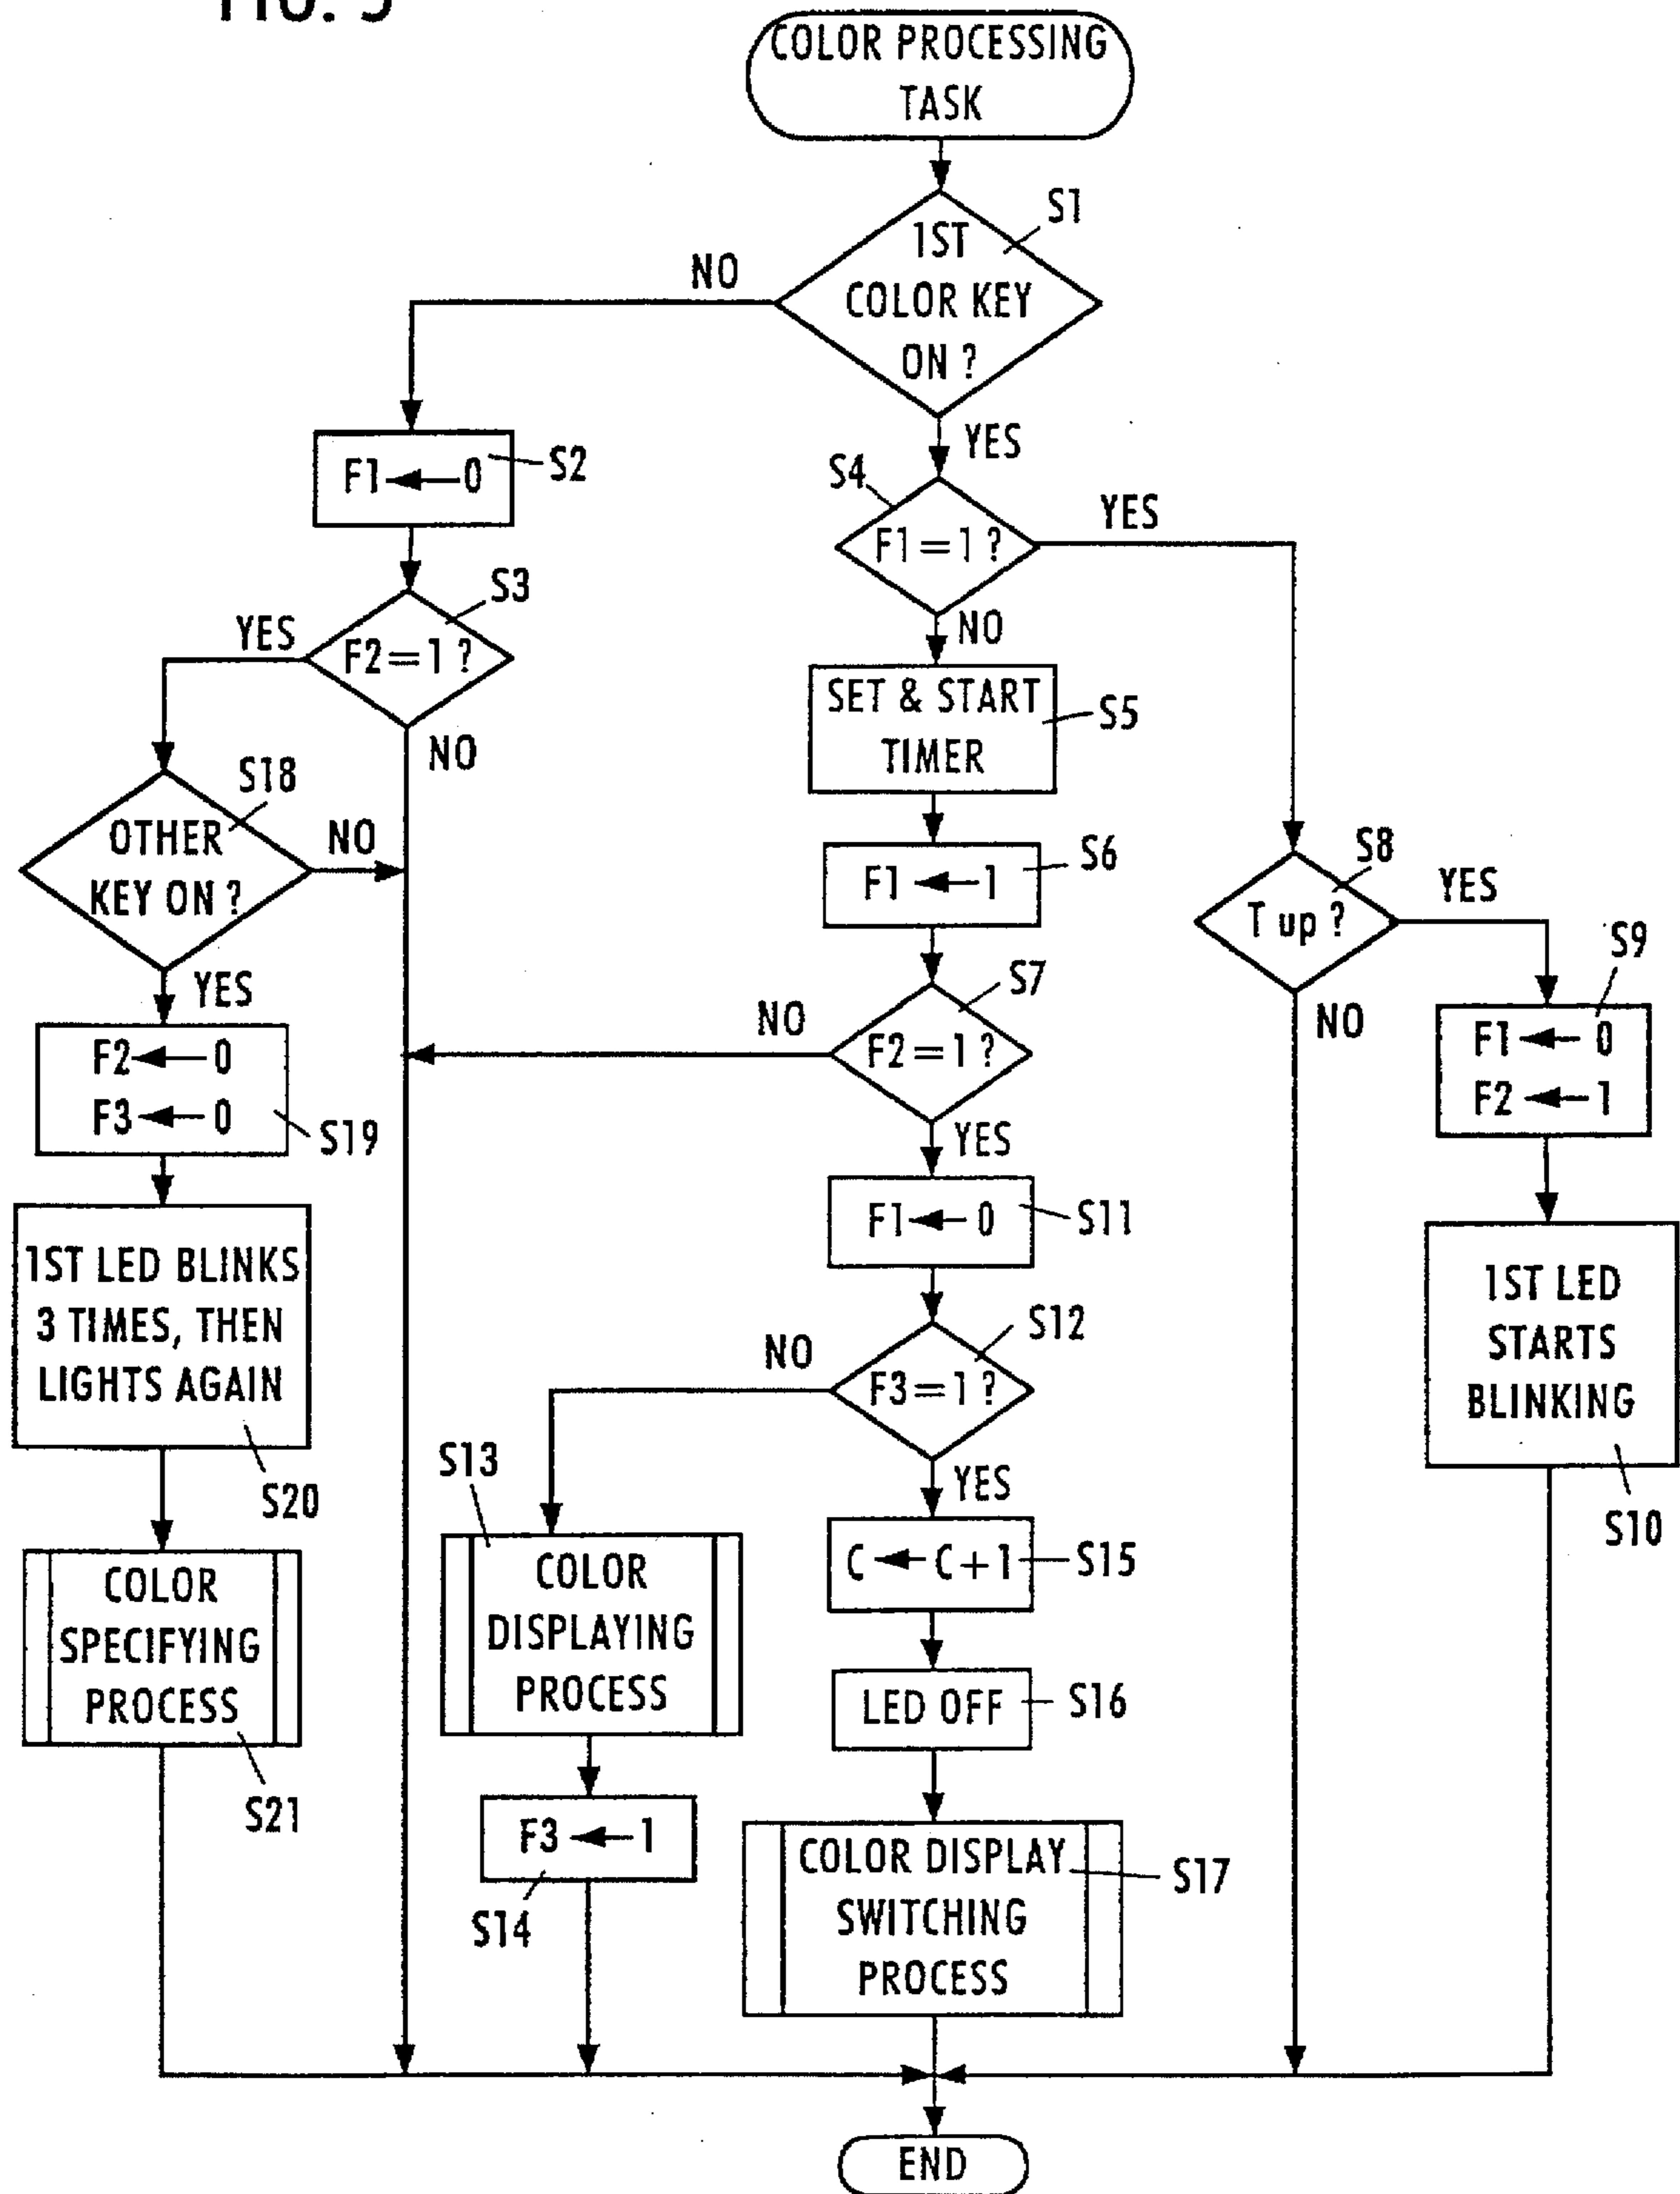 FIG. 5
COLOR PROCESSING
TASK
S1
1ST
COLOR KEY
ON ?
NO
YES
S2
F1 ← 0
S3
F2 = 1 ?
YES
NO
S4
F1 = 1 ?
YES
NO
SET & START
TIMER
S5
F1 ← 1
S6
S7
F2 = 1 ?
NO
YES
S8
T up ?
YES
NO
S9
F1 ← 0
F2 ← 1
1ST LED
STARTS
BLINKING
S10
F1 ← 0
S11
S12
F3 = 1 ?
NO
YES
S13
COLOR
DISPLAYING
PROCESS
F3 ← 1
S14
C ← C + 1
S15
LED OFF
S16
COLOR DISPLAY
SWITCHING
PROCESS
S17
S18
OTHER
KEY ON ?
NO
YES
F2 ← 0
F3 ← 0
S19
1ST LED BLINKS
3 TIMES, THEN
LIGHTS AGAIN
S20
COLOR
SPECIFYING
PROCESS
S21
END